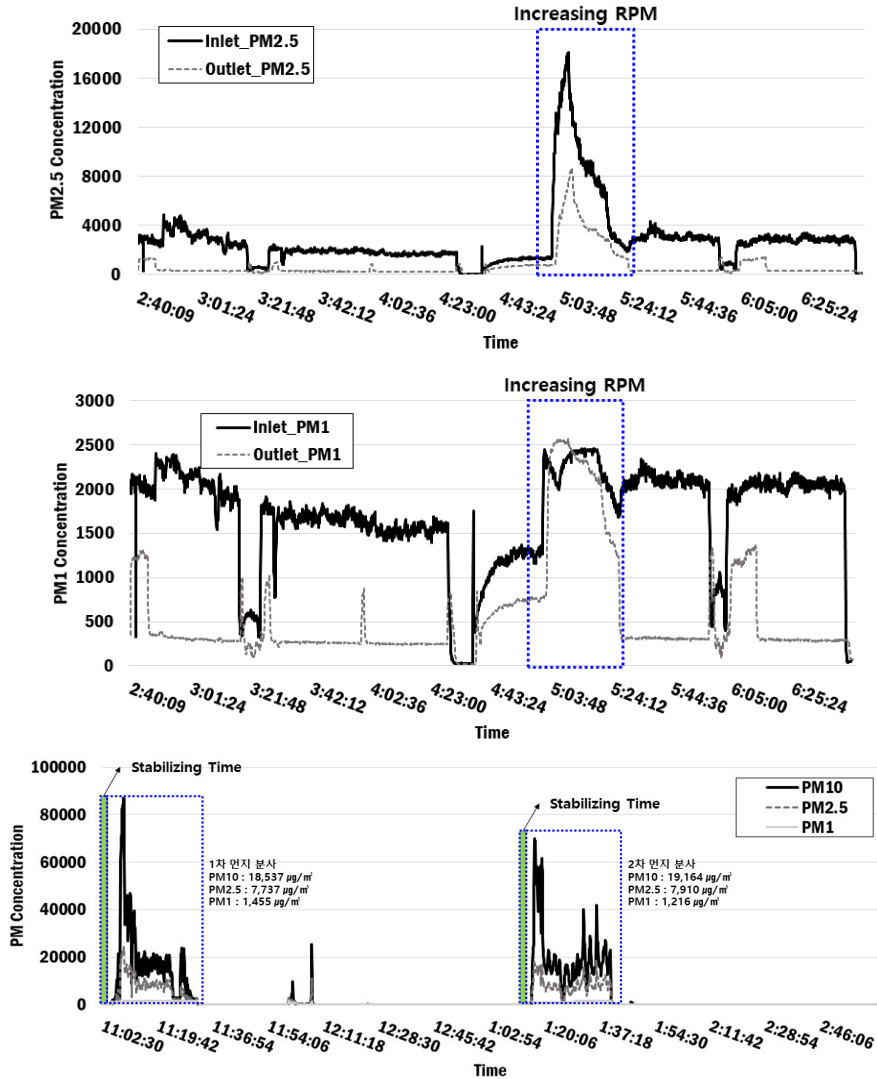 Increasing RPM
20000
16000
12000
8000
4000
0
PM2.5 Concentration
Inlet_PM2.5
Outlet_PM2.5
2:40:09
3:01:24
3:21:48
3:42:12
4:02:36
4:23:00
4:43:24
5:03:48
5:24:12
5:44:36
6:05:00
6:25:24
Time
Increasing RPM
3000
2500
2000
1500
1000
500
0
PM1 Concentration
Inlet_PM1
Outlet_PM1
2:40:09
3:01:24
3:21:48
3:42:12
4:02:36
4:23:00
4:43:24
5:03:48
5:24:12
5:44:36
6:05:00
6:25:24
Time
100000
80000
60000
40000
20000
0
PM Concentration
Stabilizing Time
1차 먼지 분사
PM10 : 18,537 ㎍/㎥
PM2.5 : 7,737 ㎍/㎥
PM1 : 1,455 ㎍/㎥
Stabilizing Time
2차 먼지 분사
PM10 : 19,164 ㎍/㎥
PM2.5 : 7,910 ㎍/㎥
PM1 : 1,216 ㎍/㎥
PM10
PM2.5
PM1
11:02:30
11:19:42
11:36:54
11:54:06
12:11:18
12:28:30
12:45:42
1:02:54
1:20:06
1:37:18
1:54:30
2:11:42
2:28:54
2:46:06
Time